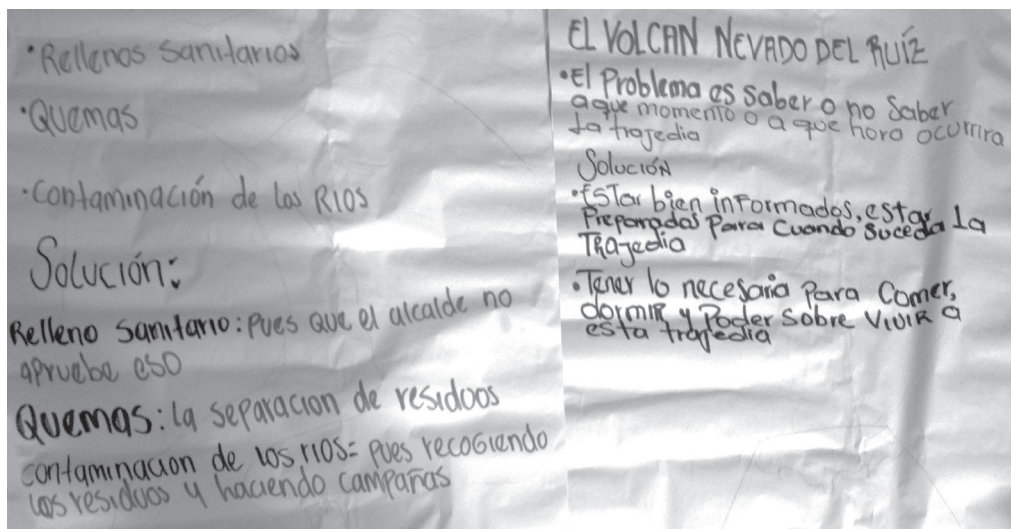 •Rellenos sanitarios
•Quemas
•Contaminación de los Rios
Solución:
Relleno sanitario: pues que el alcalde no
apruebe eso
Quemas: la separacion de residuos
contaminacion de los rios= pues recogiendo
los residuos y haciendo campañas
EL VOLCAN NEVADO DEL RUÍZ
•El Problema es saber o no saber
a que momento o a que hora ocurrira
la tragedia
Solución
•Estar bien informados, estar
Preparados Para Cuando suceda la
Tragedia
•Tener lo necesario Para Comer,
dormir y Poder sobre vivir a
esta tragedia